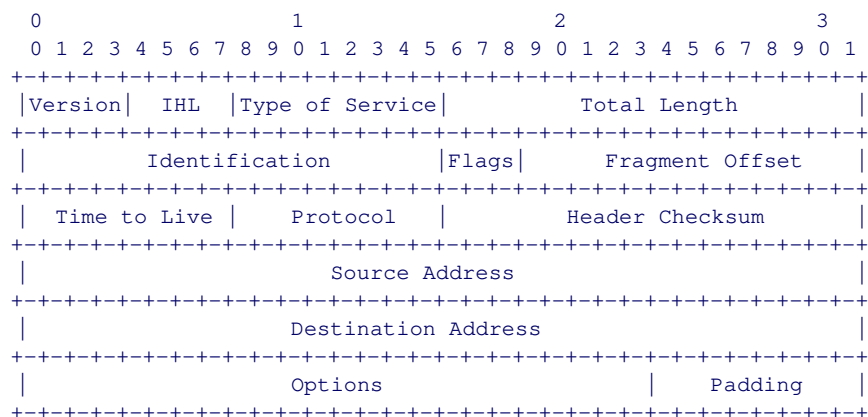 0                   1                   2                   3
0 1 2 3 4 5 6 7 8 9 0 1 2 3 4 5 6 7 8 9 0 1 2 3 4 5 6 7 8 9 0 1
+-+-+-+-+-+-+-+-+-+-+-+-+-+-+-+-+-+-+-+-+-+-+-+-+-+-+-+-+-+-+-+-+
|Version|  IHL  |Type of Service|          Total Length         |
+-+-+-+-+-+-+-+-+-+-+-+-+-+-+-+-+-+-+-+-+-+-+-+-+-+-+-+-+-+-+-+-+
|         Identification        |Flags|      Fragment Offset    |
+-+-+-+-+-+-+-+-+-+-+-+-+-+-+-+-+-+-+-+-+-+-+-+-+-+-+-+-+-+-+-+-+
|  Time to Live |    Protocol   |         Header Checksum       |
+-+-+-+-+-+-+-+-+-+-+-+-+-+-+-+-+-+-+-+-+-+-+-+-+-+-+-+-+-+-+-+-+
|                       Source Address                          |
+-+-+-+-+-+-+-+-+-+-+-+-+-+-+-+-+-+-+-+-+-+-+-+-+-+-+-+-+-+-+-+-+
|                    Destination Address                        |
+-+-+-+-+-+-+-+-+-+-+-+-+-+-+-+-+-+-+-+-+-+-+-+-+-+-+-+-+-+-+-+-+
|                    Options                    |    Padding    |
+-+-+-+-+-+-+-+-+-+-+-+-+-+-+-+-+-+-+-+-+-+-+-+-+-+-+-+-+-+-+-+-+